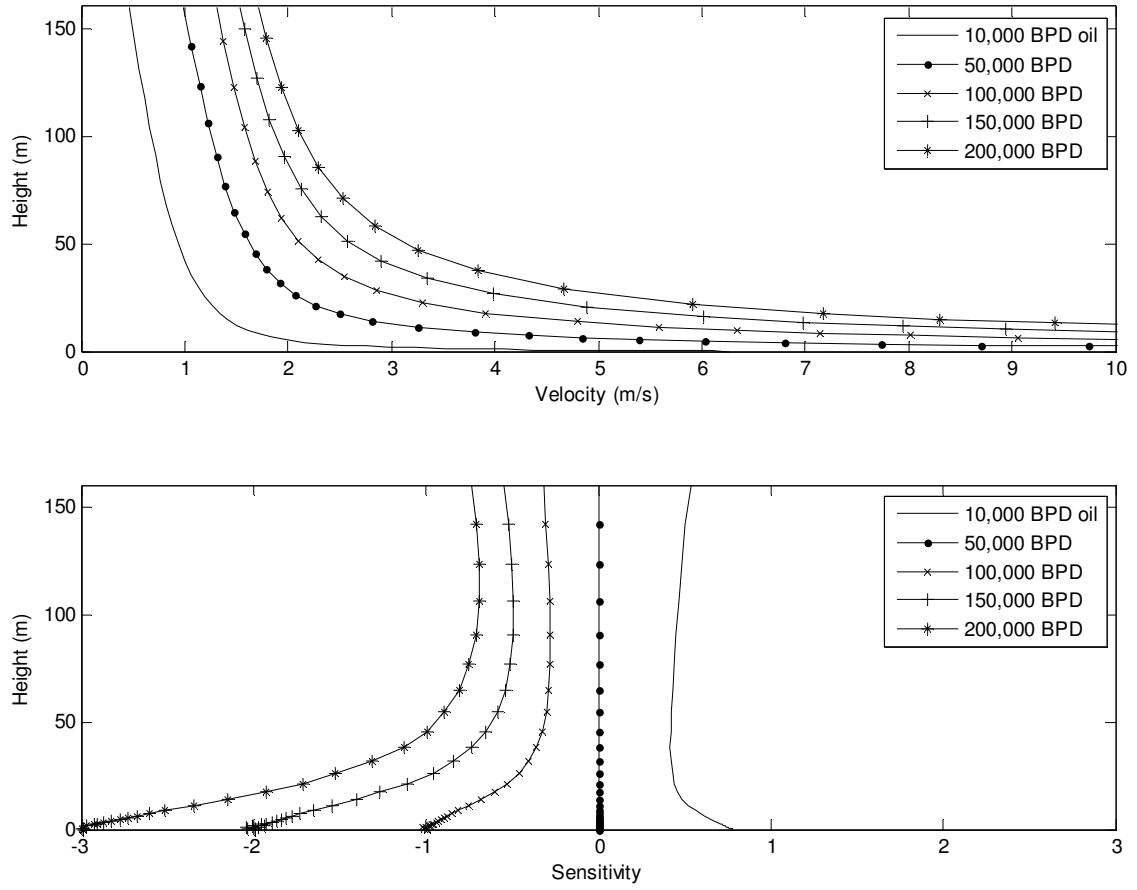 150
100
50
0
Height (m)
0 1 2 3 4 5 6 7 8 9 10
Velocity (m/s)
10,000 BPD oil
50,000 BPD
100,000 BPD
150,000 BPD
200,000 BPD
150
100
50
0
Height (m)
-3 -2 -1 0 1 2 3
Sensitivity
10,000 BPD oil
50,000 BPD
100,000 BPD
150,000 BPD
200,000 BPD